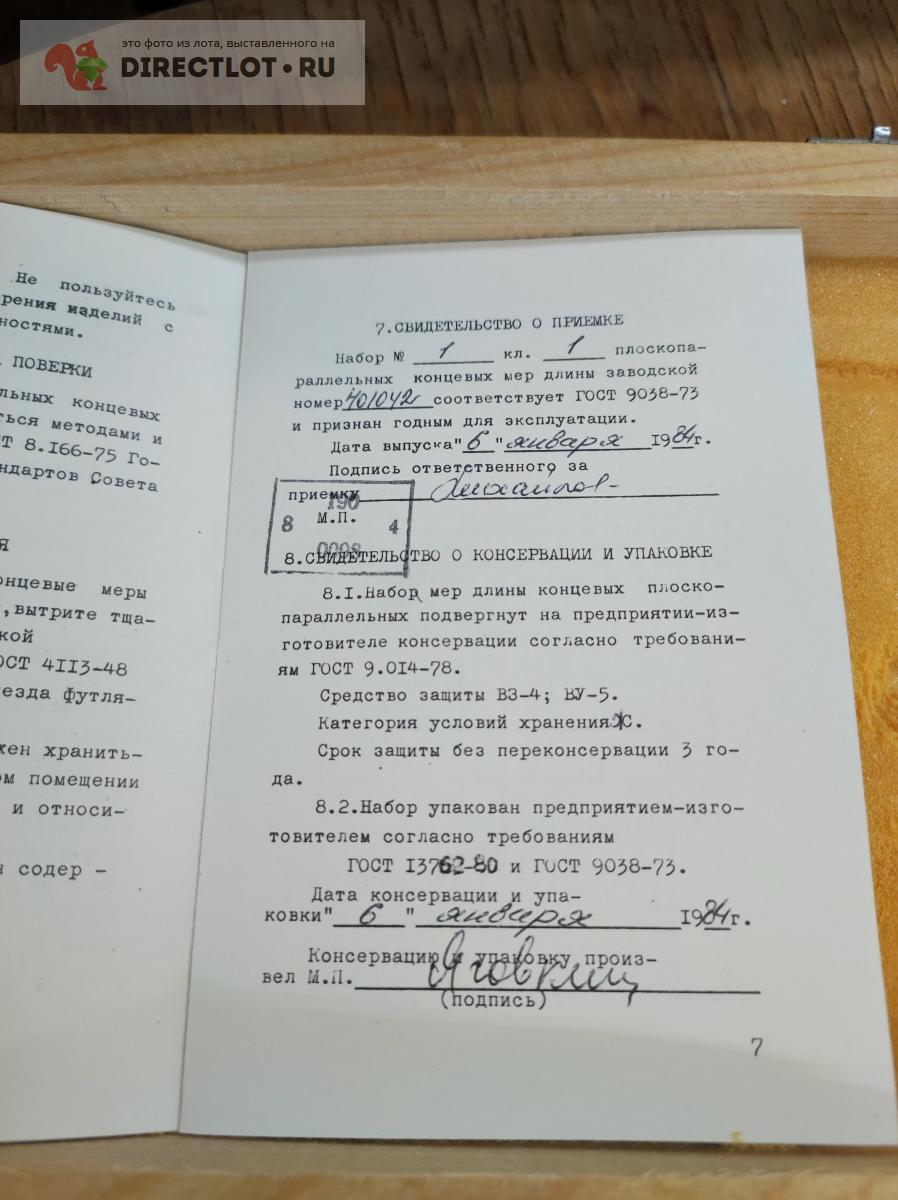 это фото из лота, выставленного на
DIRECTLOT•RU
Не пользуйтесь
рения изделий с
ностями.
ПОВЕРКИ
льных концевых
ться методами и
Т 8.166-75 Го-
ндартов Совета
Я
онцевые меры
,вытрите тща-
кой
ОСТ 4113-48
езда футля-
жен хранить-
ом помещении
и относи-
содер -
7.СВИДЕТЕЛЬСТВО О ПРИЕМКЕ
Набор № 1 кл. 1 плоскопа-
раллельных концевых мер длины заводской
номер 401042 соответствует ГОСТ 9038-73
и признан годным для эксплуатации.
Дата выпуска "6" января 1984г.
Подпись ответственного за
приемку
190
М.П.
8 4
0008
8.СВИДЕТЕЛЬСТВО О КОНСЕРВАЦИИ И УПАКОВКЕ
8.1.Набор мер длины концевых плоско-
параллельных подвергнут на предприятии-из-
готовителе консервации согласно требовани-
ям ГОСТ 9.014-78.
Средство защиты ВЗ-4; ВУ-5.
Категория условий хранения:Ж.
Срок защиты без переконсервации 3 го-
да.
8.2.Набор упакован предприятием-изго-
товителем согласно требованиям
ГОСТ 13762-80 и ГОСТ 9038-73.
Дата консервации и упа-
ковки "6" января 1984г.
Консервацию и упаковку произ-
вел М.П.
(подпись)
7